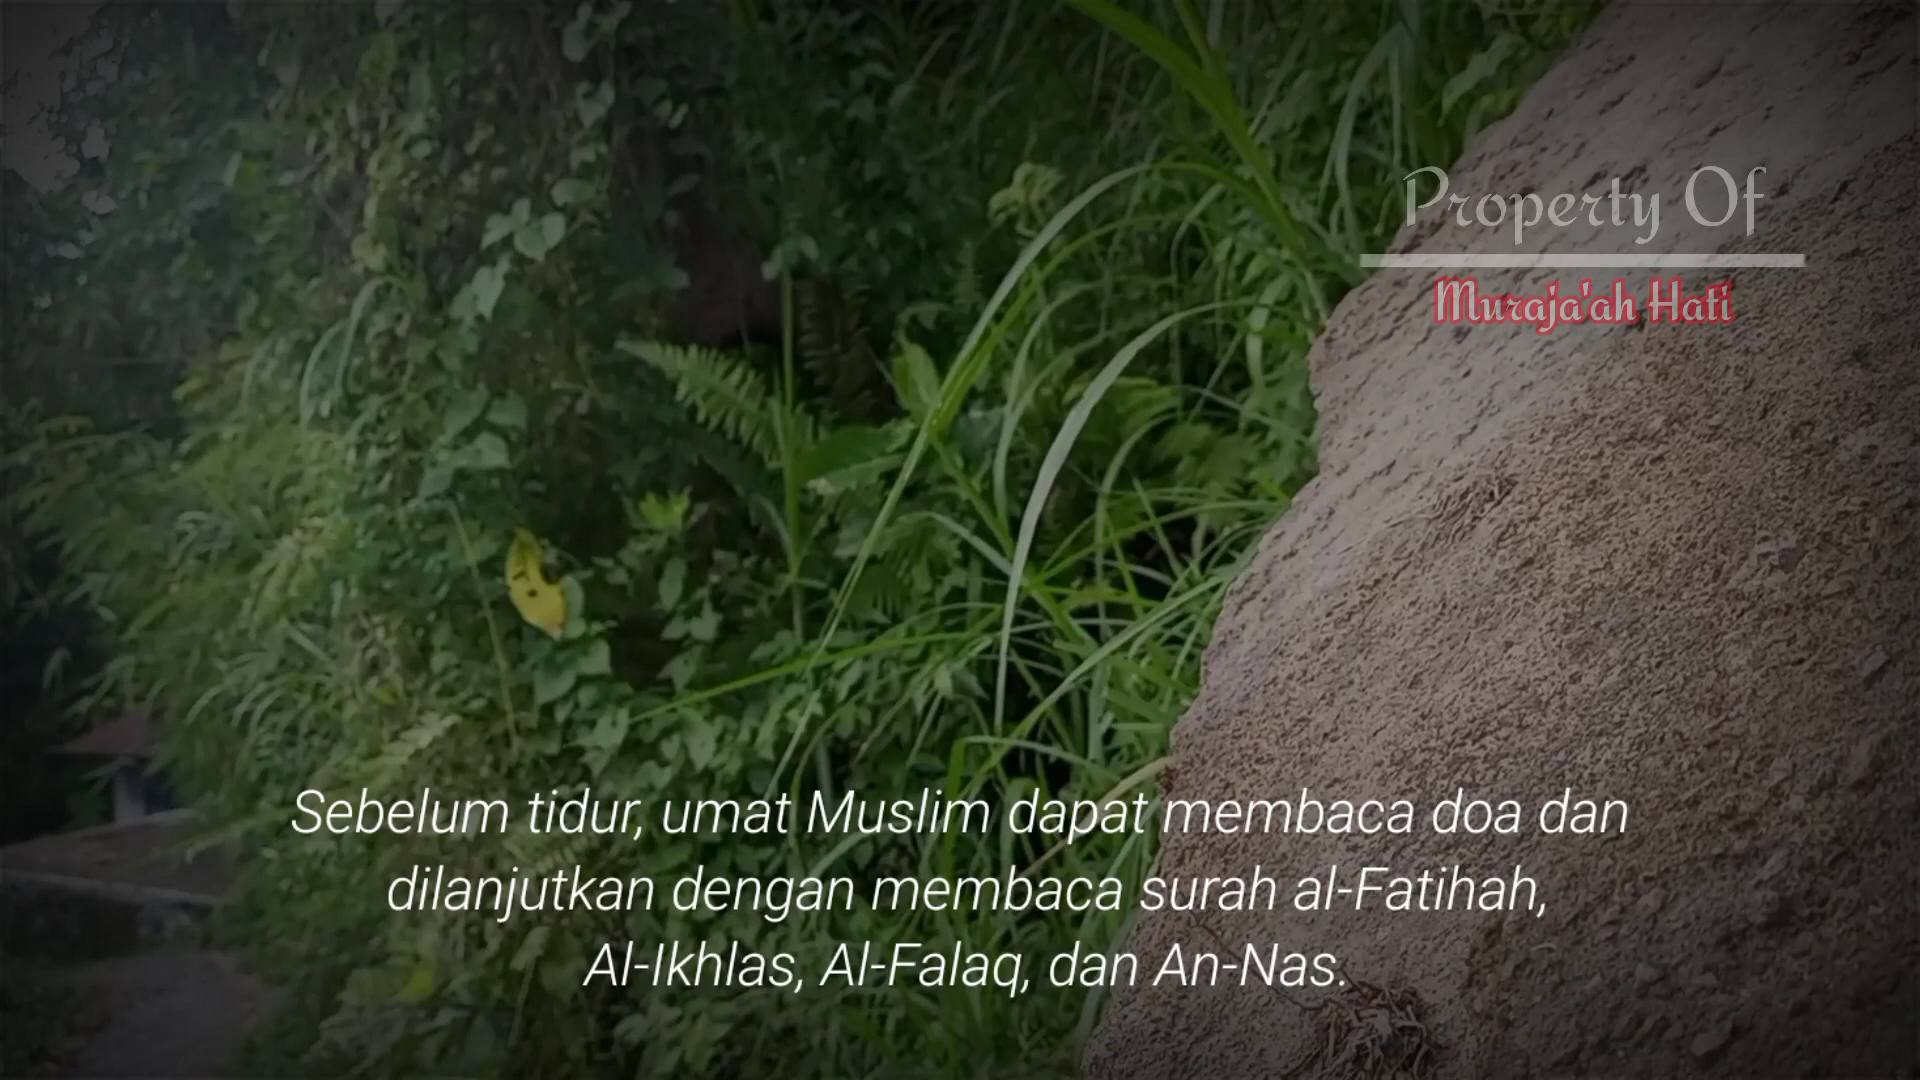 Property Of
Muraja'ah Hati
Sebelum tidur, umat Muslim dapat membaca doa dan
dilanjutkan dengan membaca surah al-Fatihah,
Al-Ikhlas, Al-Falaq, dan An-Nas.